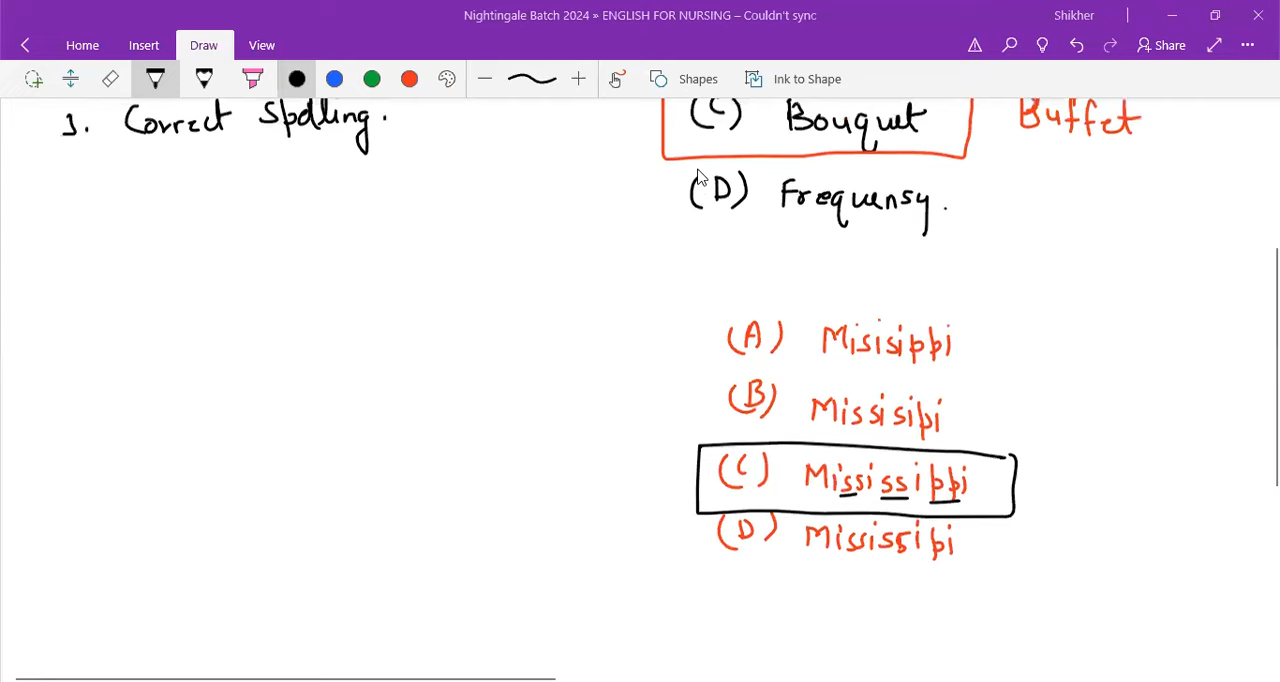 Nightingale Batch 2024 » ENGLISH FOR NURSING – Couldn't sync
Shikher
Home Insert Draw View
Share
Shapes Ink to Shape
1. Correct Spelling.
(C) Bouquet Buffet
(D) Frequensy.
(A) Misisippi
(B) Missisipi
(C) Mississippi
(D) Mississipi